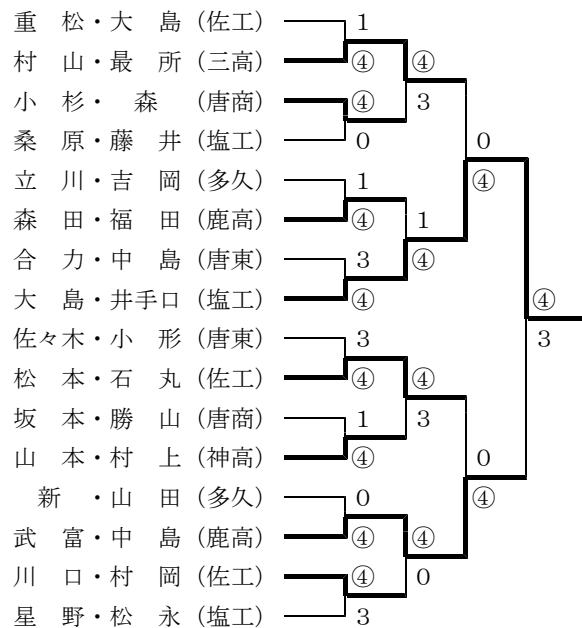 重　松・大　島（佐工） 1
村　山・最　所（三高） ④ ④
小　杉・　森　（唐商） ④ 3
桑　原・藤　井（塩工） 0 0
立　川・吉　岡（多久） 1 ④
森　田・福　田（鹿高） ④ 1
合　力・中　島（唐東） 3 ④
大　島・井手口（塩工） ④ ④
佐々木・小　形（唐東） 3 3
松　本・石　丸（佐工） ④ ④
坂　本・勝　山（唐商） 1 3
山　本・村　上（神高） ④ 0
新　・山　田（多久） 0 ④
武　富・中　島（鹿高） ④ ④
川　口・村　岡（佐工） ④ 0
星　野・松　永（塩工） 3